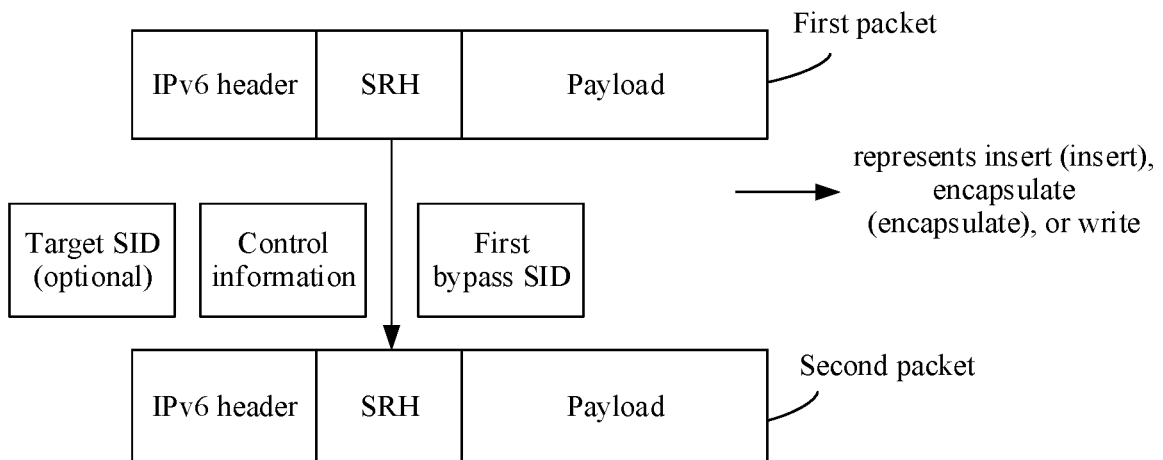 First packet
IPv6 header
SRH
Payload
represents insert (insert),
encapsulate
(encapsulate), or write
Target SID
(optional)
Control
information
First
bypass SID
Second packet
IPv6 header
SRH
Payload